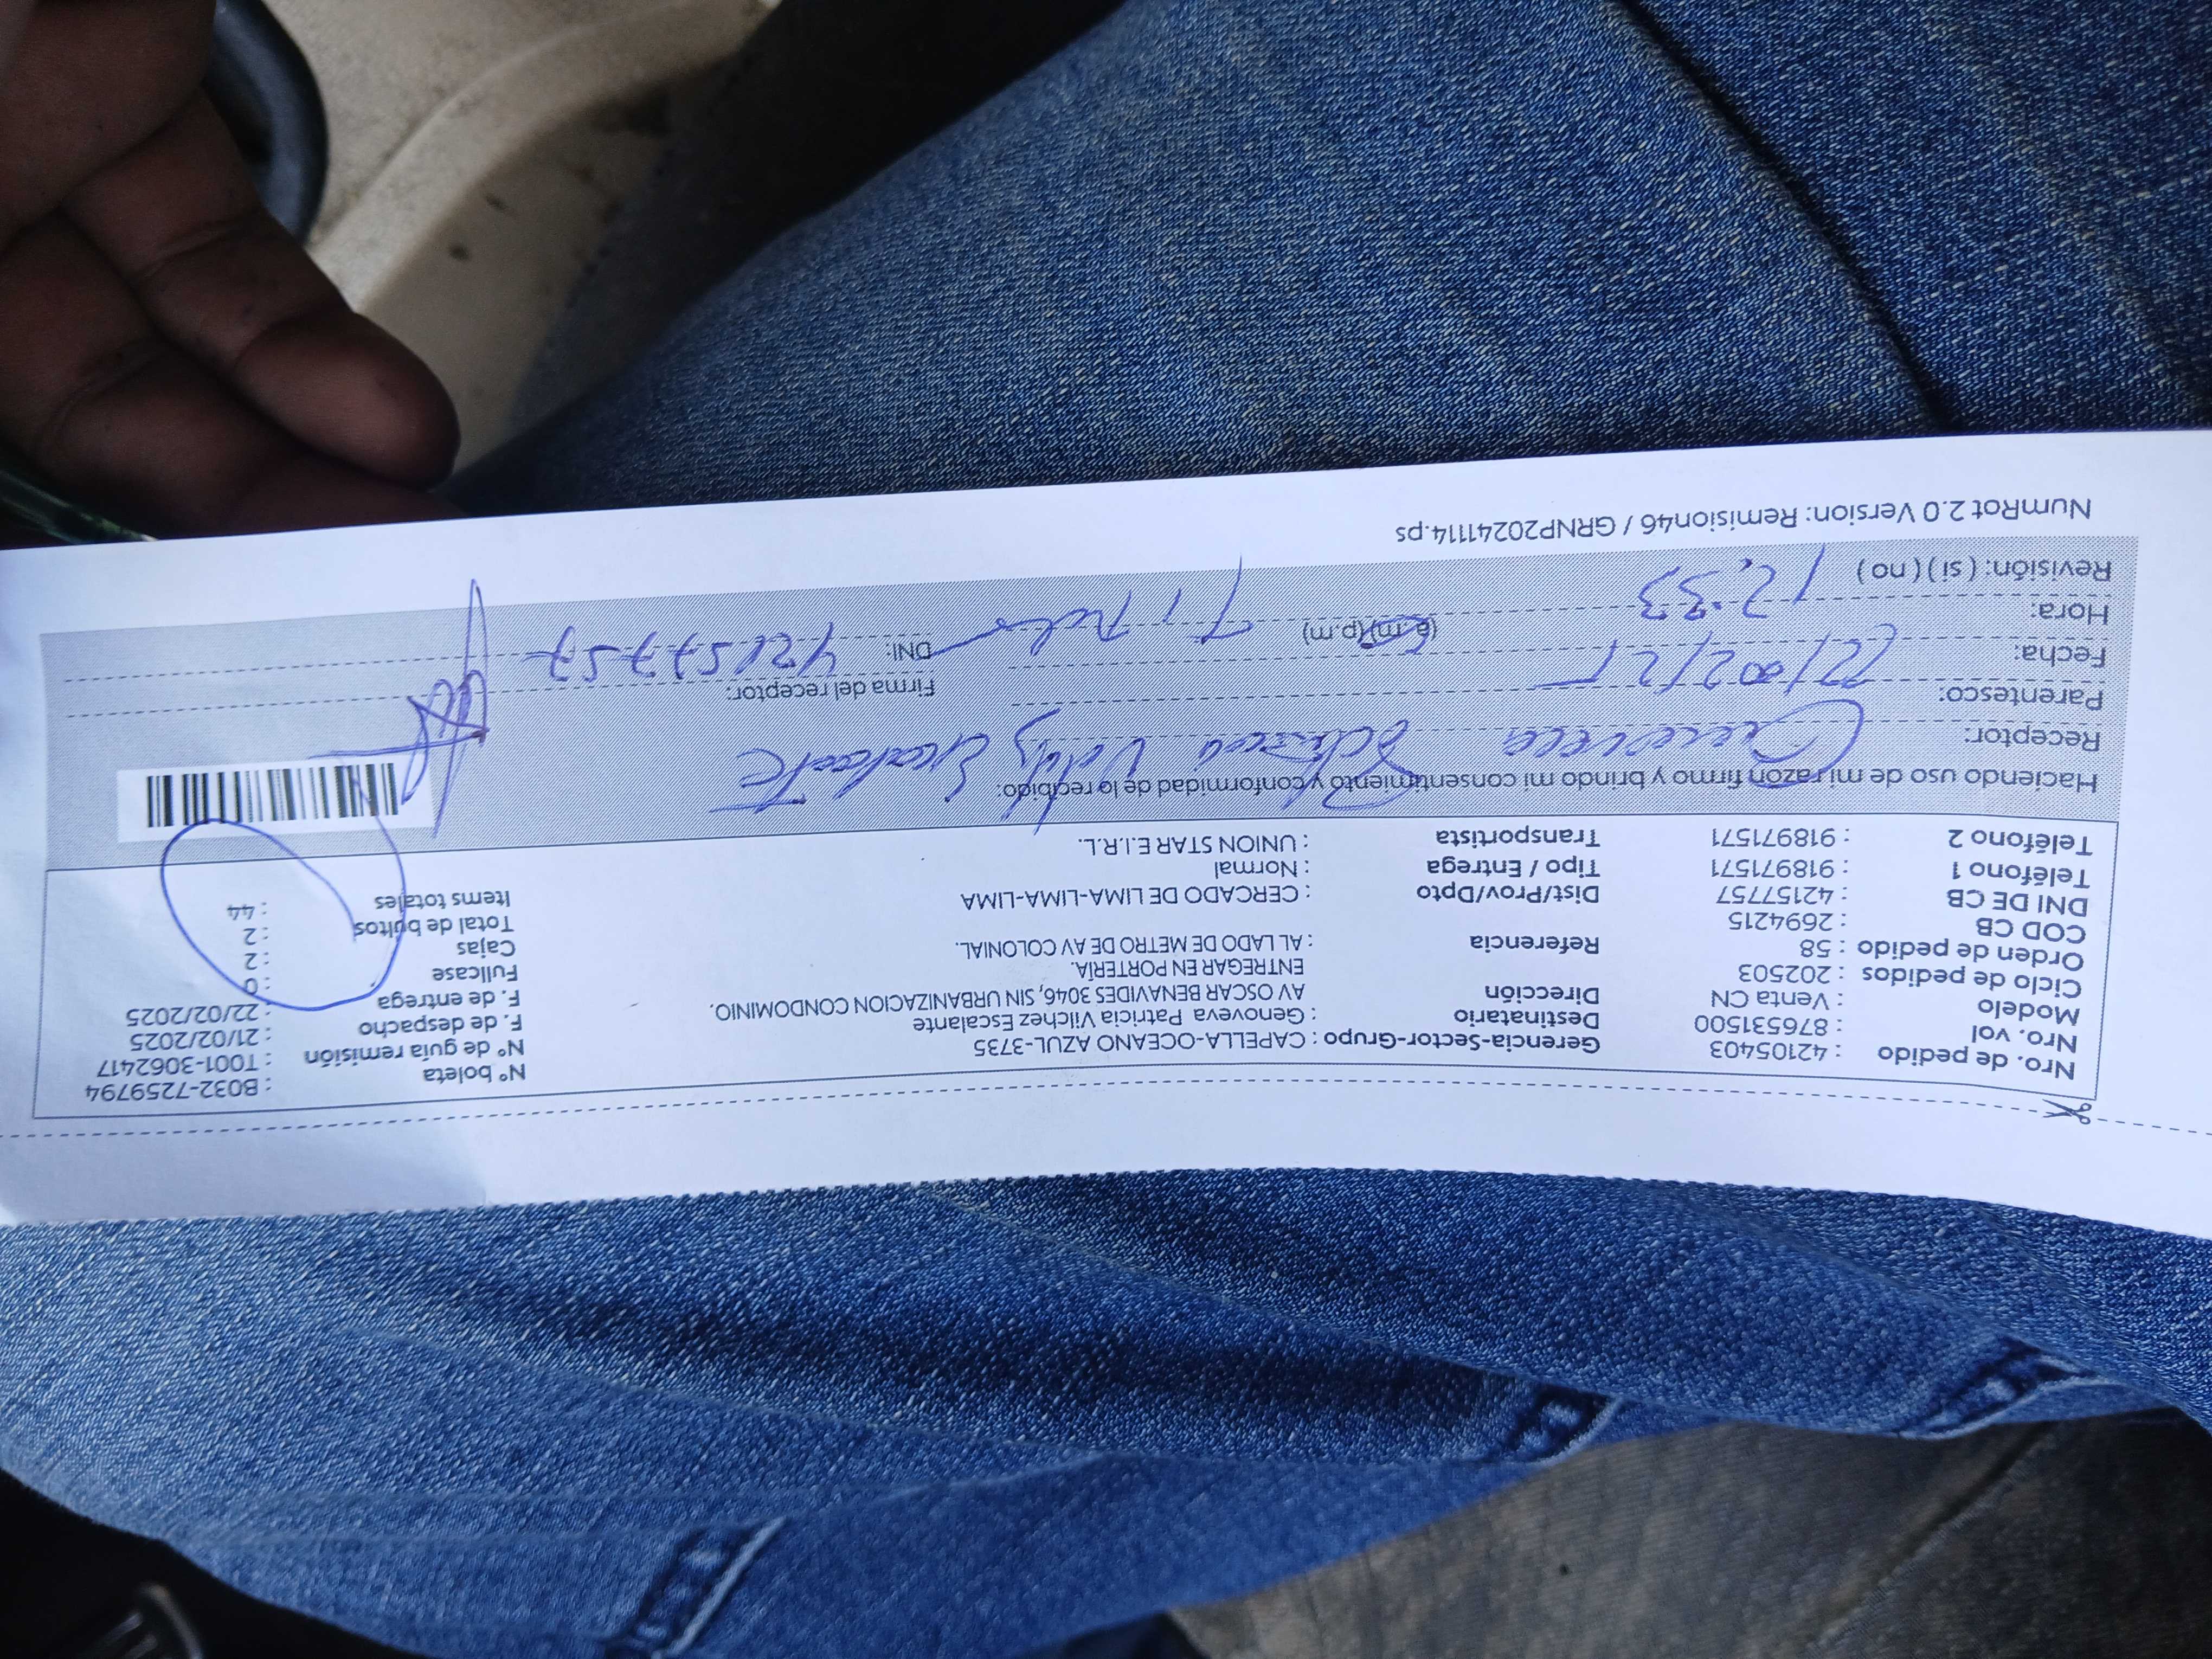 Nro. de pedido : 42105403
Nro. vol : 876531500
Modelo : Venta CN
Ciclo de pedidos : 202503
Orden de pedido : 58
COD CB : 2694215
DNI DE CB : 42157757
Teléfono 1 : 918971571
Teléfono 2 : 918971571
Gerencia-Sector-Grupo : CAPELLA-OCEANO AZUL-3735
Destinatario : Genoveva Patricia Vilchez Escalante
Dirección AV OSCAR BENAVIDES 3046, SIN URBANIZACION CONDOMINIO.
ENTREGAR EN PORTERÍA.
Referencia : AL LADO DE METRO DE AV COLONIAL.
Dist/Prov/Dpto : CERCADO DE LIMA-LIMA-LIMA
Tipo / Entrega : Normal
Transportista : UNION STAR E.I.R.L.
N° boleta : B032-7259794
N° de guía remisión : T001-3062417
F. de despacho : 21/02/2025
F. de entrega : 22/02/2025
Fullcase : 0
Cajas : 2
Total de bultos : 2
Items totales : 44
Haciendo uso de mi razón firmo y brindo mi consentimiento y conformidad de lo recibido:
Receptor: Patricia Escalante
Parentesco:
Firma del receptor:
Fecha:
DNI:
Hora: 12:33 (a.m)(p.m)
Revisión: ( si ) ( no )
NumRot 2.0 Version: Remision46 / GRNP20241114.ps